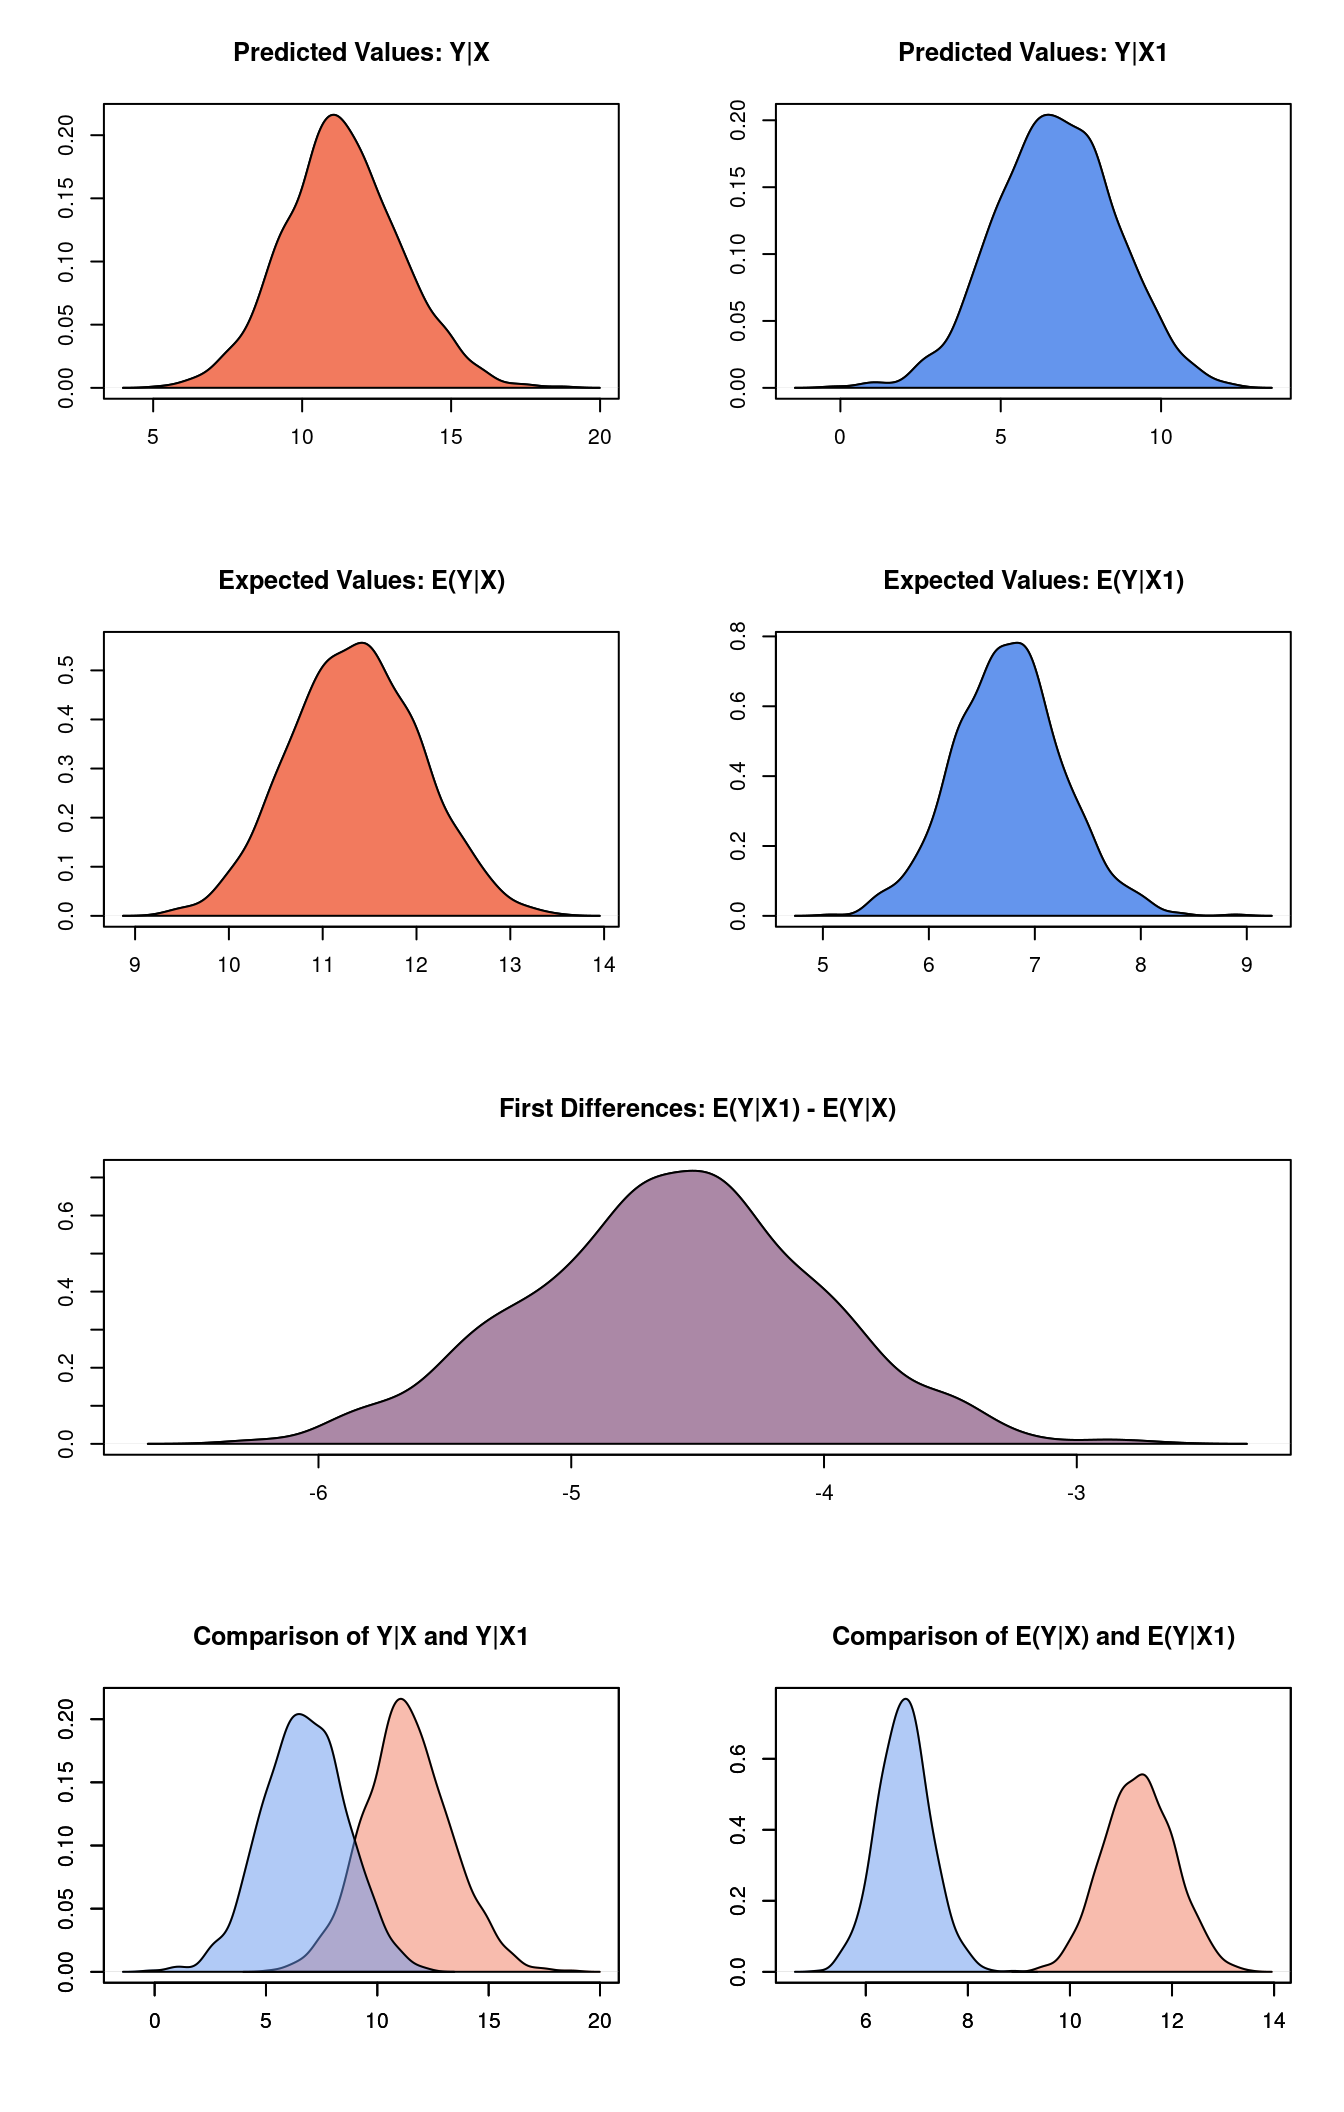 Predicted Values: Y|X
0.00 0.05 0.10 0.15 0.20
5 10 15 20
Predicted Values: Y|X1
0.00 0.05 0.10 0.15 0.20
0 5 10
Expected Values: E(Y|X)
0.0 0.1 0.2 0.3 0.4 0.5
9 10 11 12 13 14
Expected Values: E(Y|X1)
0.0 0.2 0.4 0.6 0.8
5 6 7 8 9
First Differences: E(Y|X1) - E(Y|X)
0.0 0.2 0.4 0.6
-6 -5 -4 -3
Comparison of Y|X and Y|X1
0.00 0.05 0.10 0.15 0.20
0 5 10 15 20
Comparison of E(Y|X) and E(Y|X1)
0.0 0.2 0.4 0.6
6 8 10 12 14